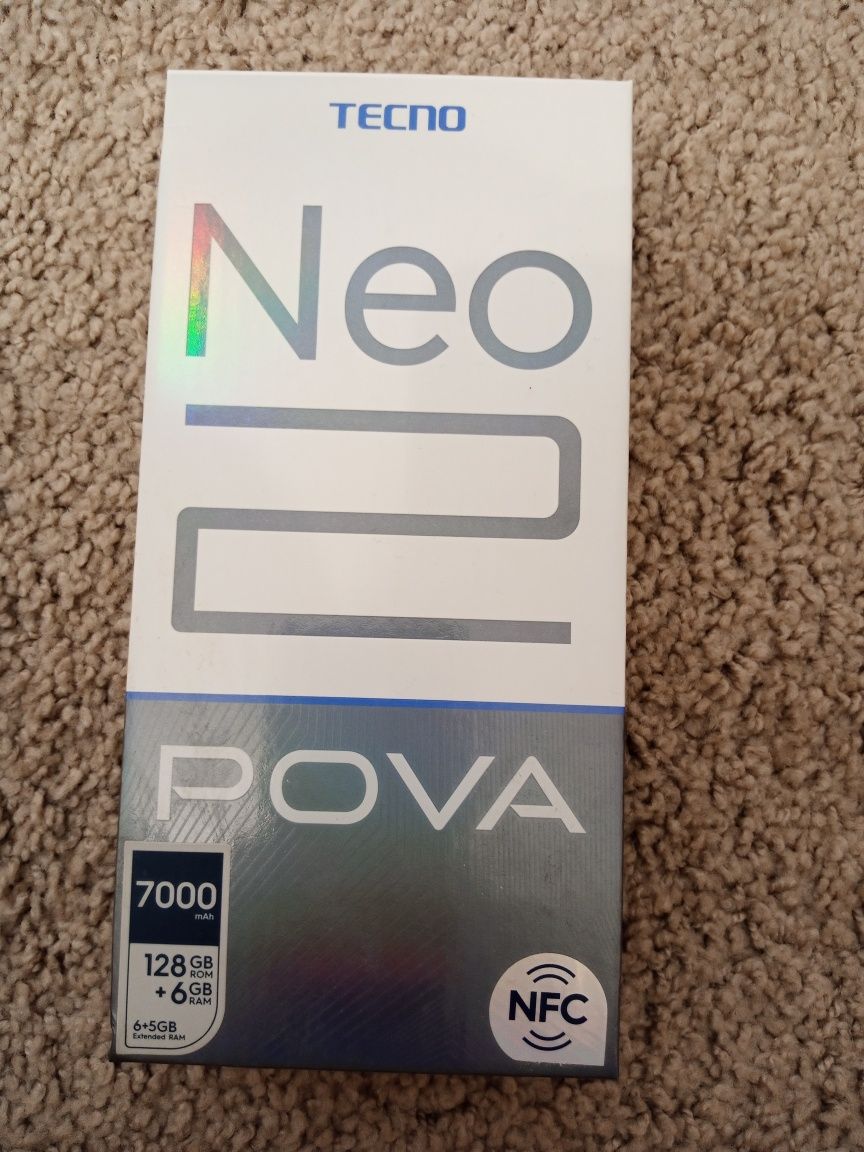 TECNO
Neo
2
POVA
7000
mAh
128 GB ROM
+ 6 GB RAM
6+5GB
Extended RAM
NFC